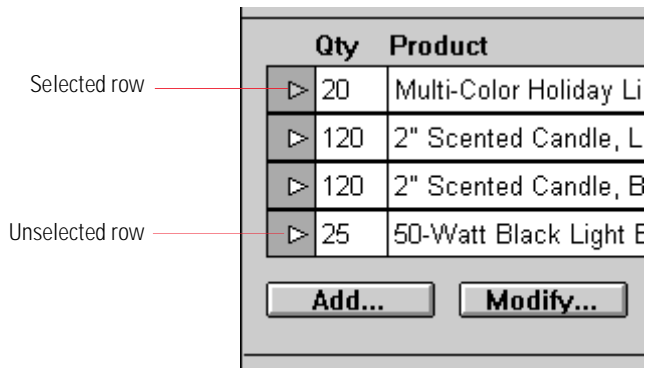 Qty Product
Selected row 20 Multi-Color Holiday Li
120 2" Scented Candle, L
120 2" Scented Candle, B
Unselected row 25 50-Watt Black Light
Add... Modify...